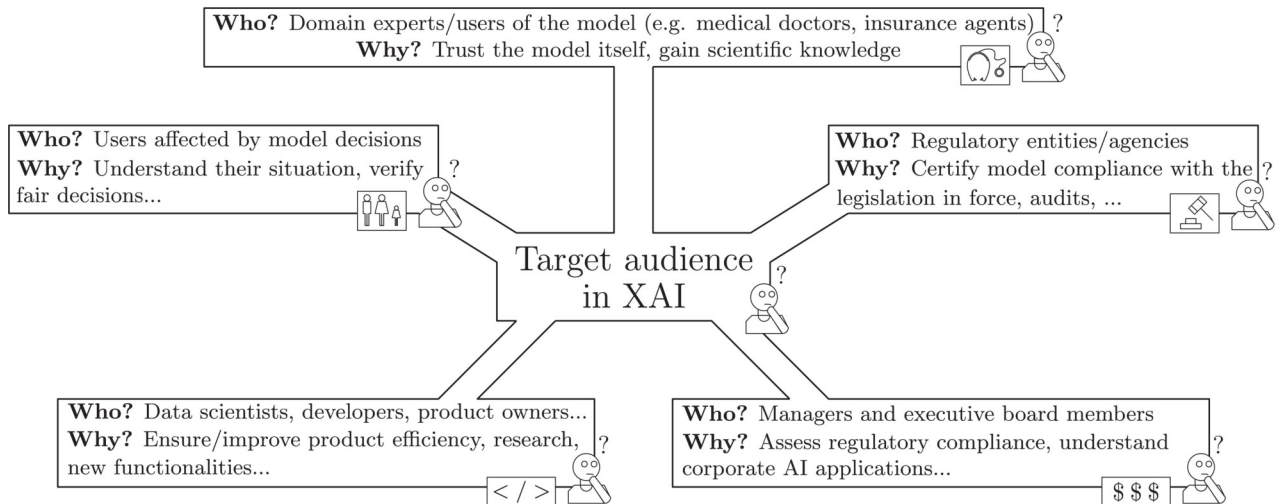 Who? Domain experts/users of the model (e.g. medical doctors, insurance agents)
?
Why? Trust the model itself, gain scientific knowledge
Who? Users affected by model decisions
Why? Understand their situation, verify
?
fair decisions...
Who? Regulatory entities/agencies
Why? Certify model compliance with the
?
legislation in force, audits, ...
Target audience
in XAI
?
Who? Data scientists, developers, product owners...
Why? Ensure/improve product efficiency, research,
?
new functionalities...
< / >
Who? Managers and executive board members
Why? Assess regulatory compliance, understand
?
corporate AI applications...
$ $ $